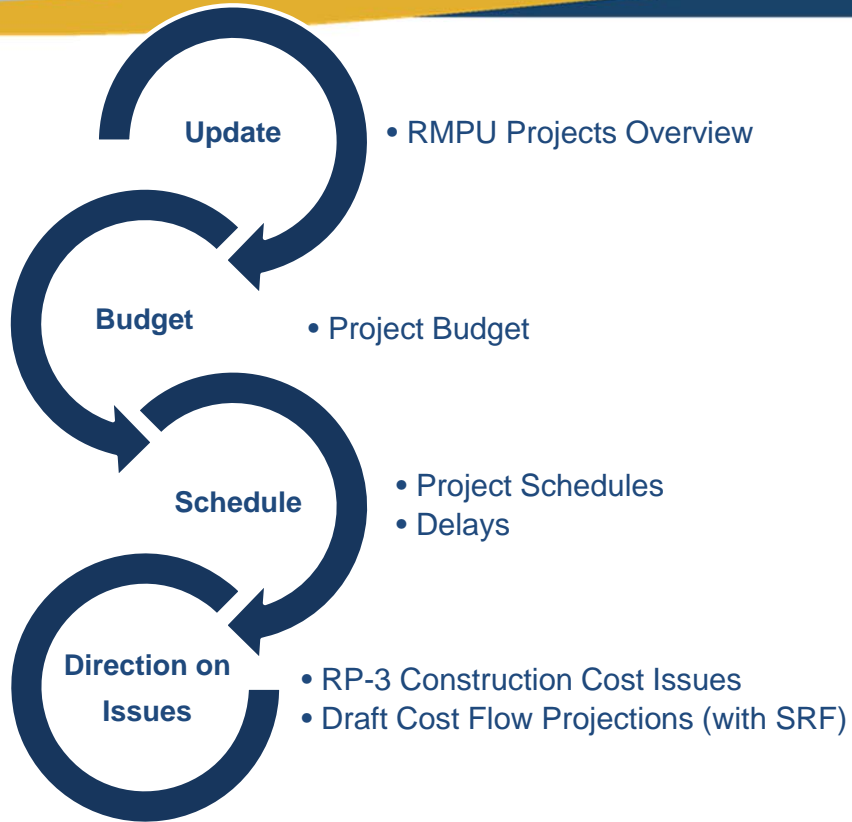 Update
• RMPU Projects Overview
Budget
• Project Budget
Schedule
• Project Schedules
• Delays
Direction on
Issues
• RP-3 Construction Cost Issues
• Draft Cost Flow Projections (with SRF)